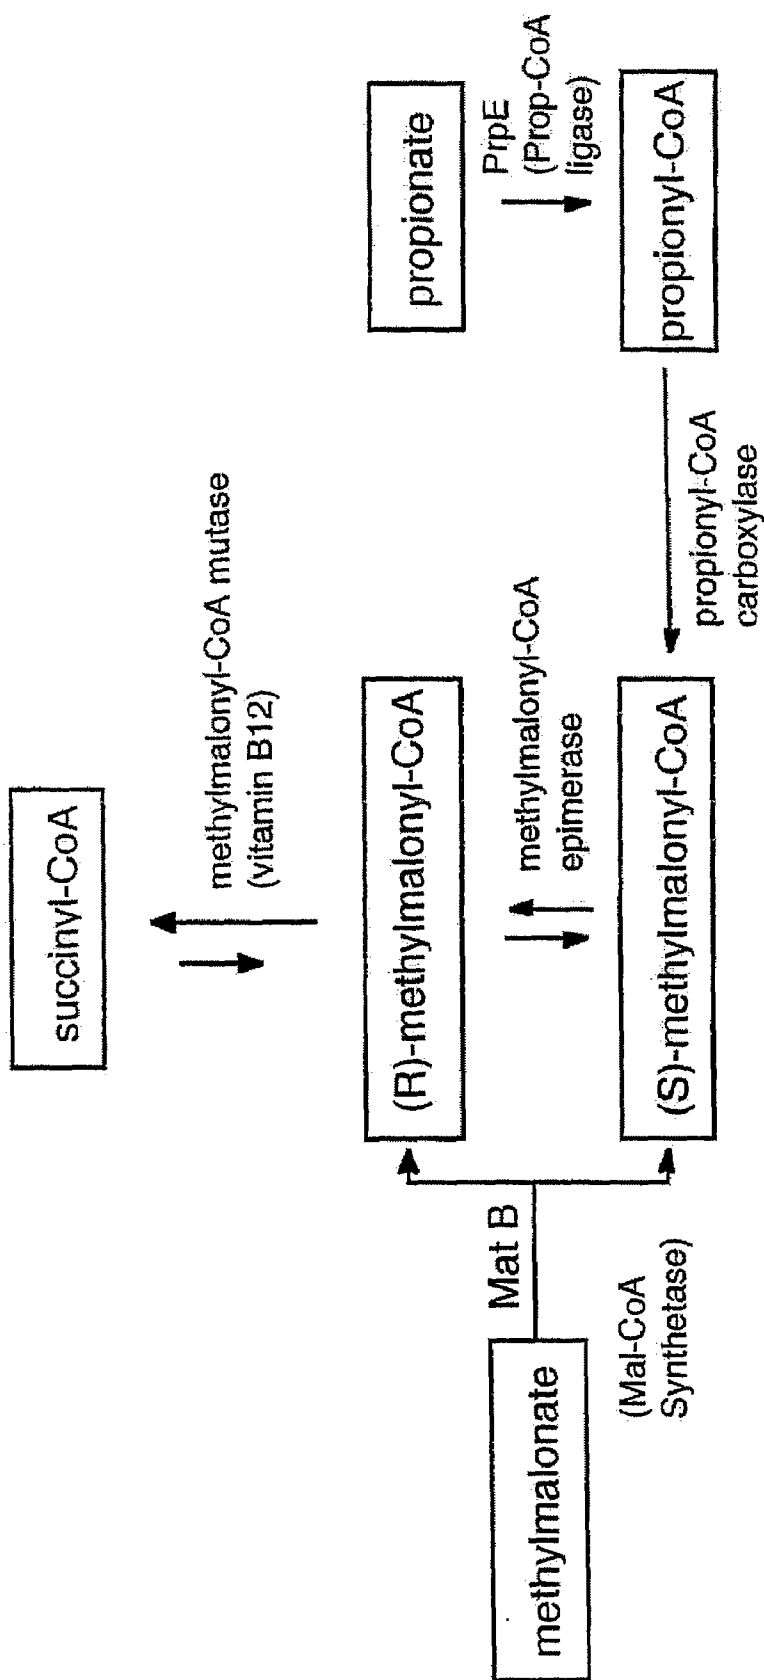 succinyl-CoA
methylmalonyl-CoA mutase
(vitamin B12)
(R)-methylmalonyl-CoA
propionate
Mat B
methylmalonyl-CoA
epimerase
PrpE
(Prop-CoA
ligase)
methylmalonate
(Mal-CoA
Synthetase)
(S)-methylmalonyl-CoA
propionyl-CoA
carboxylase
propionyl-CoA